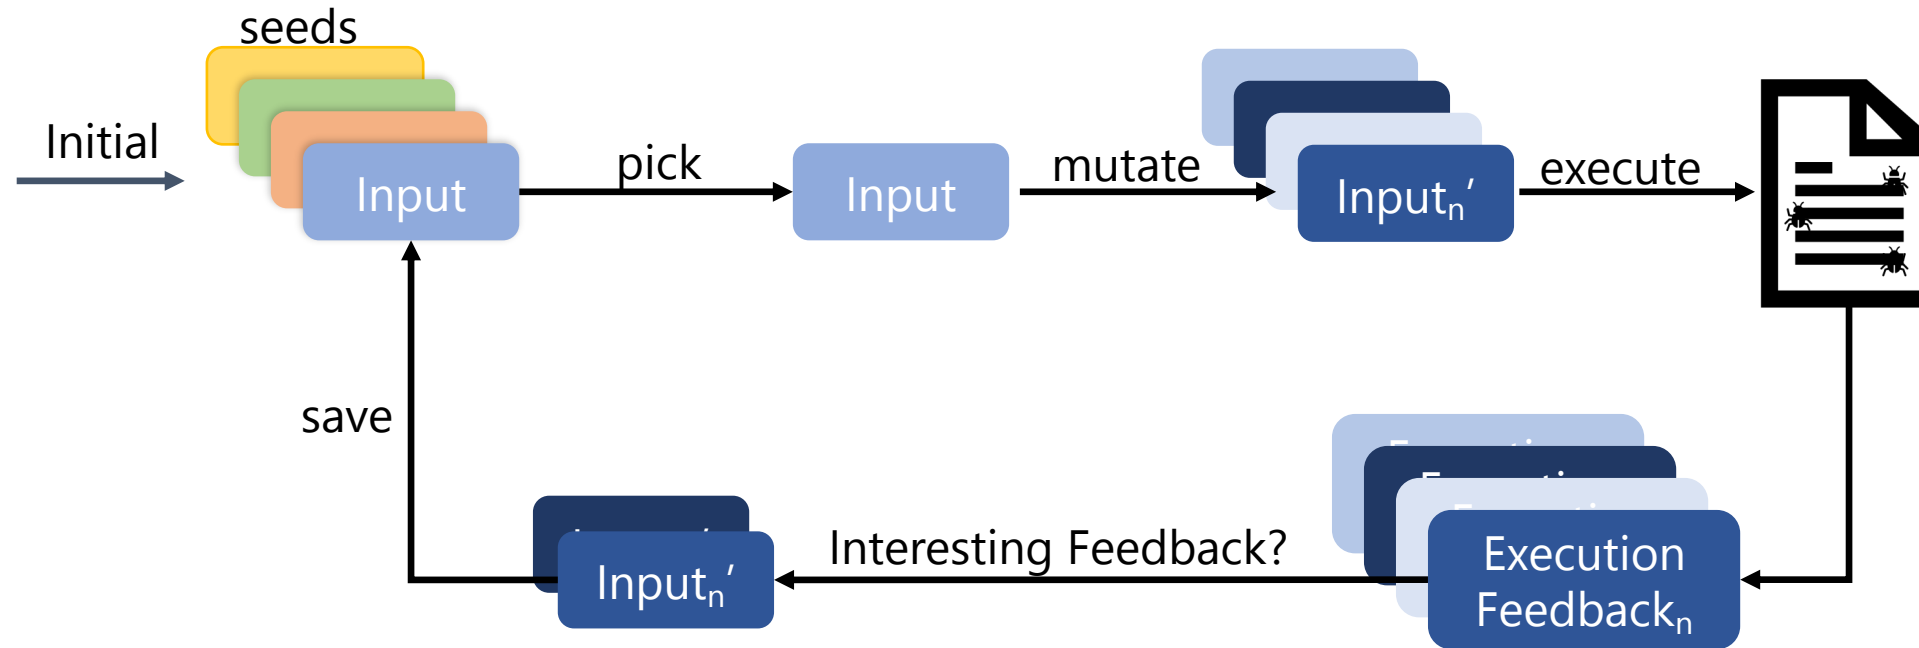 seeds
Initial
Input
pick
Input
mutate
Inputₙ′
execute
save
Inputₙ′
Interesting Feedback?
Execution
Feedbackₙ